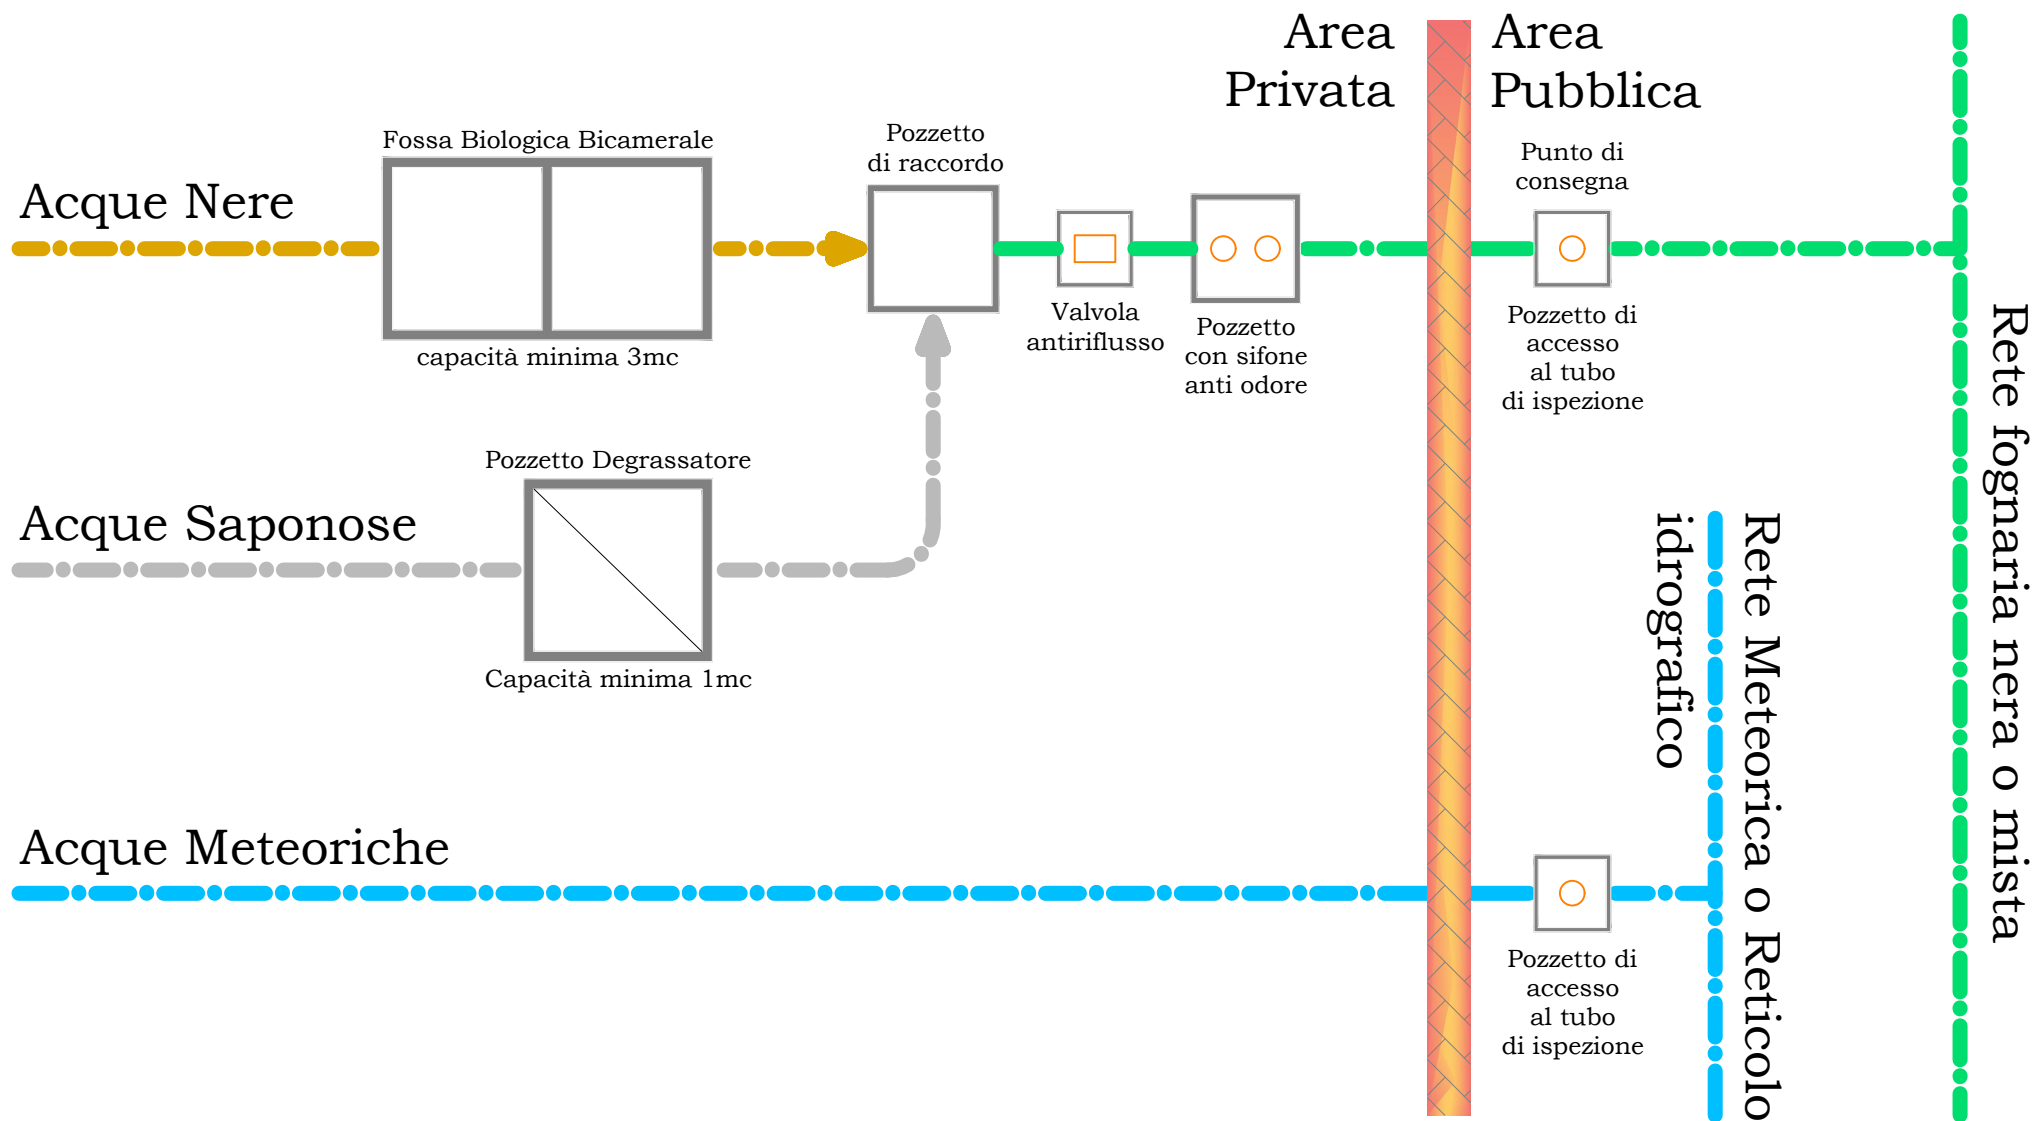 Area
Privata
Area
Pubblica
Fossa Biologica Bicamerale
Pozzetto
di raccordo
Punto di
consegna
Acque Nere
capacità minima 3mc
Valvola
antiriflusso
Pozzetto
con sifone
anti odore
Pozzetto di
accesso
al tubo
di ispezione
Rete fognaria nera o mista
Pozzetto Degrassatore
Acque Saponose
Capacità minima 1mc
Rete Meteorica o Reticolo
idrografico
Acque Meteoriche
Pozzetto di
accesso
al tubo
di ispezione